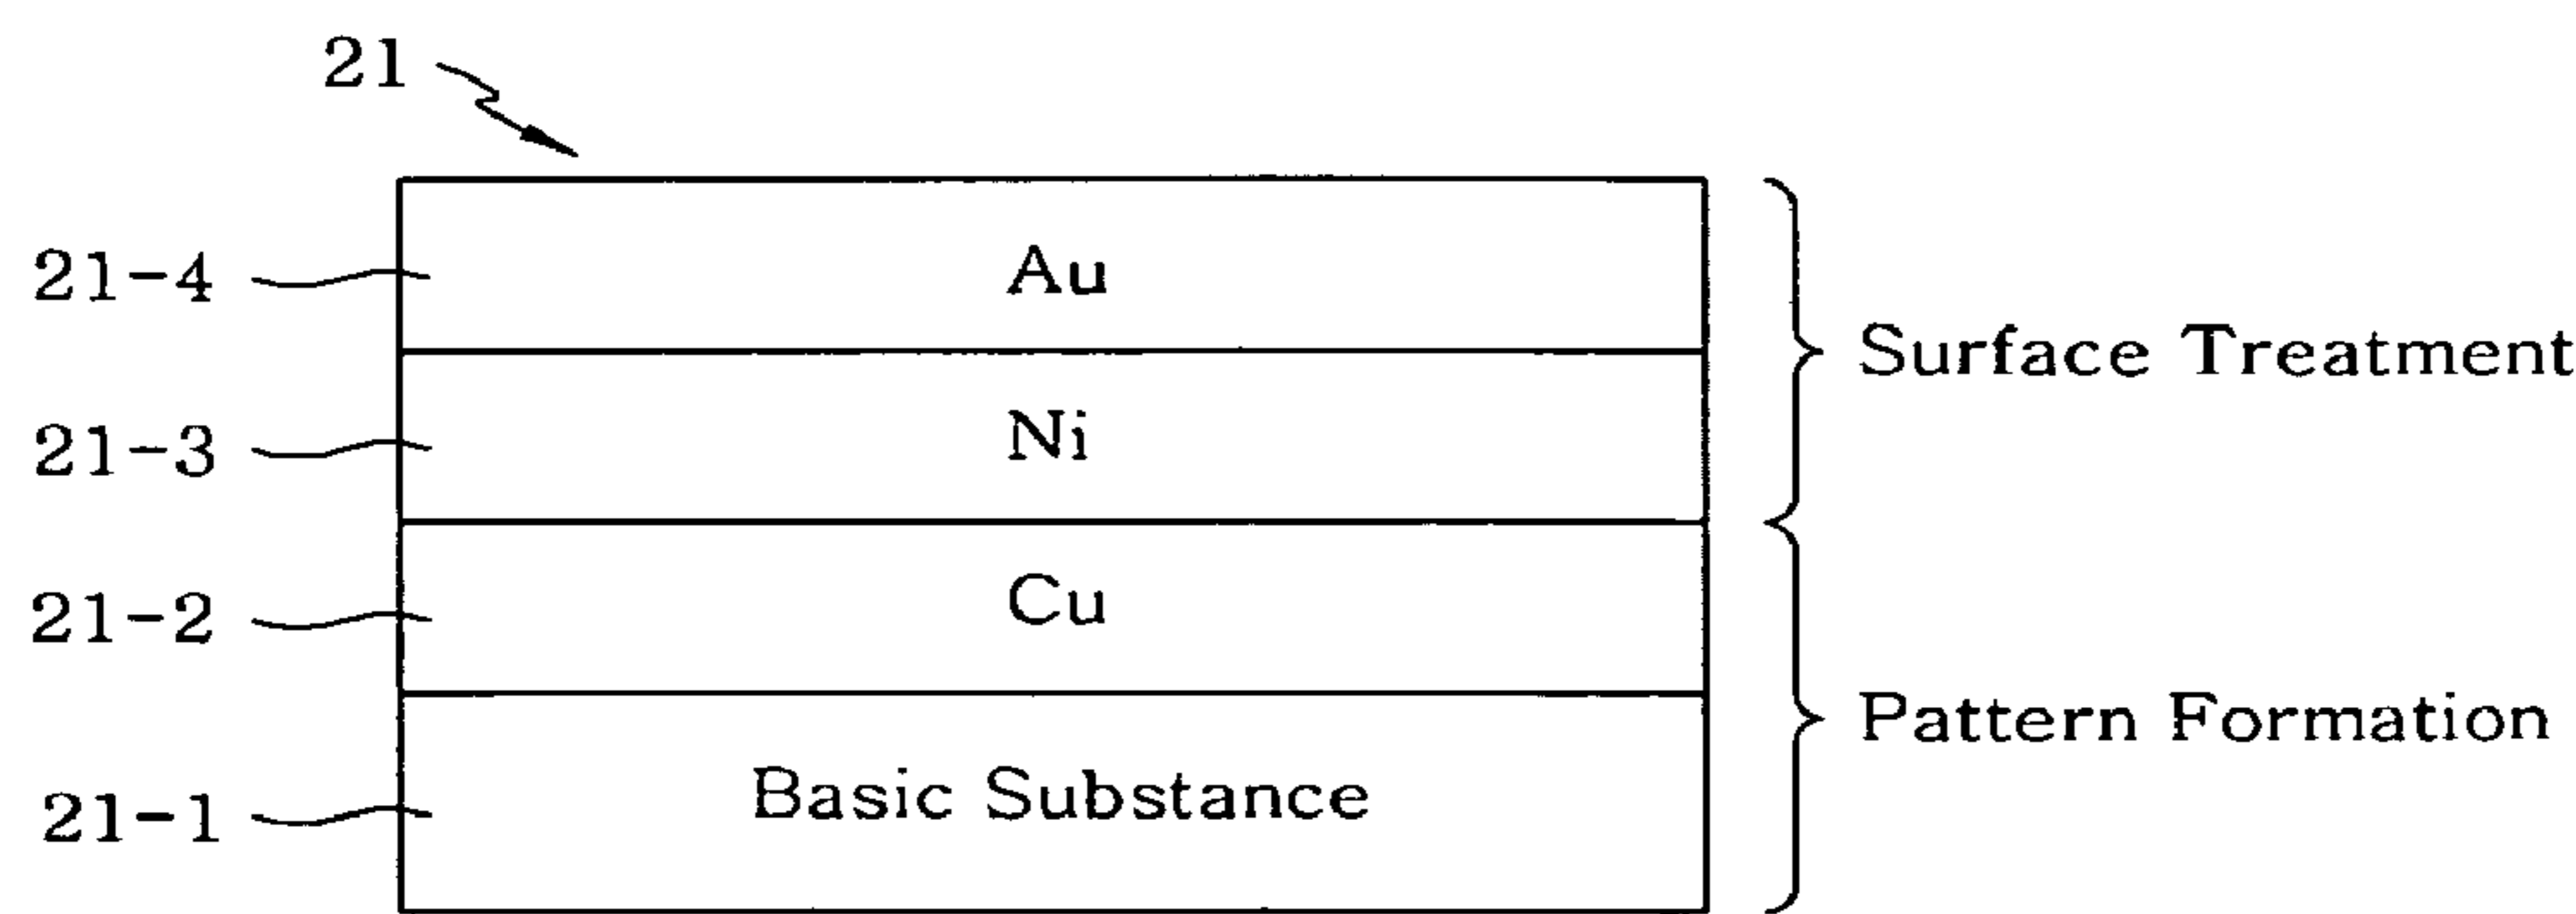 21
21-4 Au
Surface Treatment
21-3 Ni
21-2 Cu
Pattern Formation
21-1 Basic Substance